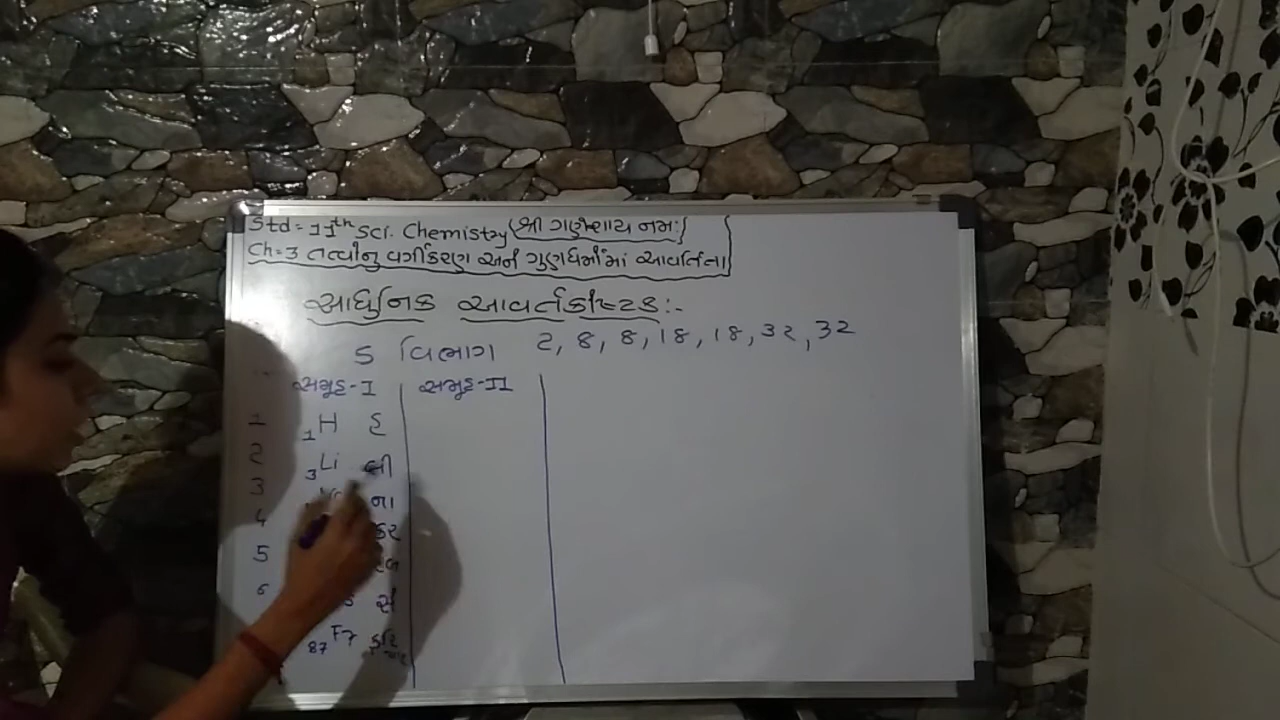 Std = 11th Sci. Chemistry (શ્રી ગણેશાય નમઃ)
Ch = 3 તત્વોનુ વર્ગીકરણ અને ગુણધર્મોમાં આવર્તિતા
આધુનિક આવર્તકોષ્ટક :-
S વિભાગ 2, 8, 8, 18, 18, 32, 32
સમૂહ-I સમૂહ-II
1 1H હ
2 3Li લી
3 ના
4 કર
5
6 સે
87Fr